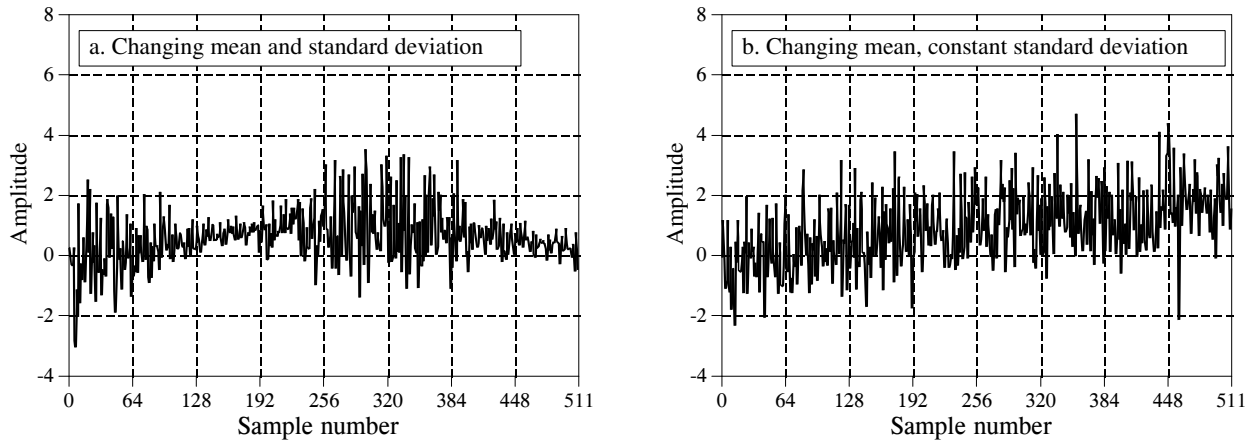 8
6
4
2
0
-2
-4
Amplitude
a. Changing mean and standard deviation
0 64 128 192 256 320 384 448 511
Sample number
8
6
4
2
0
-2
-4
Amplitude
b. Changing mean, constant standard deviation
0 64 128 192 256 320 384 448 511
Sample number